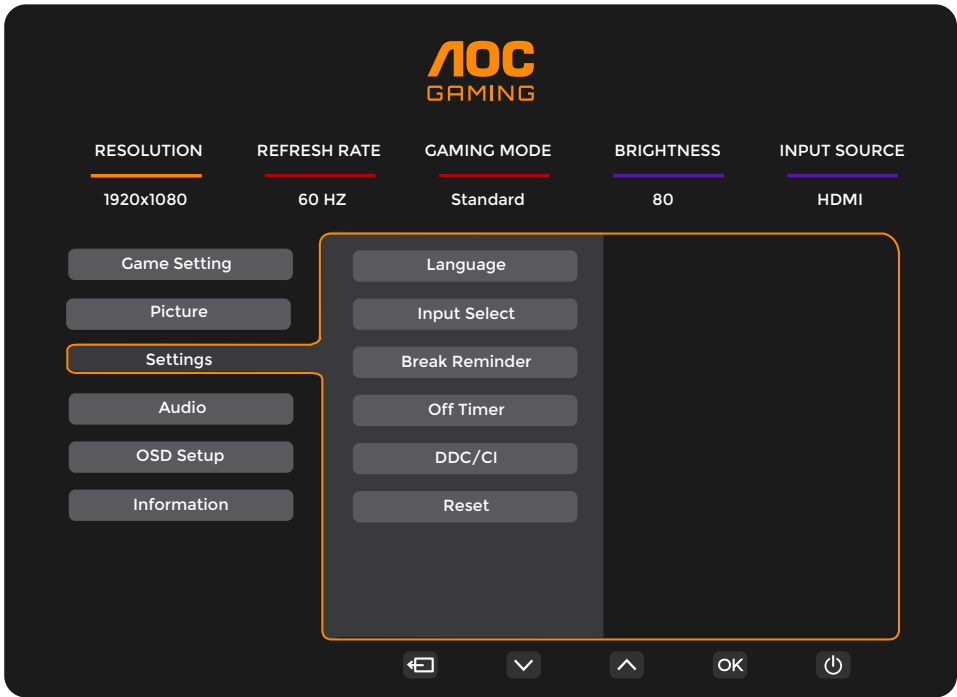 AOC
GAMING
RESOLUTION REFRESH RATE GAMING MODE BRIGHTNESS INPUT SOURCE
1920x1080 60 HZ Standard 80 HDMI
Game Setting
Picture
Settings
Audio
OSD Setup
Information
Language
Input Select
Break Reminder
Off Timer
DDC/CI
Reset
OK